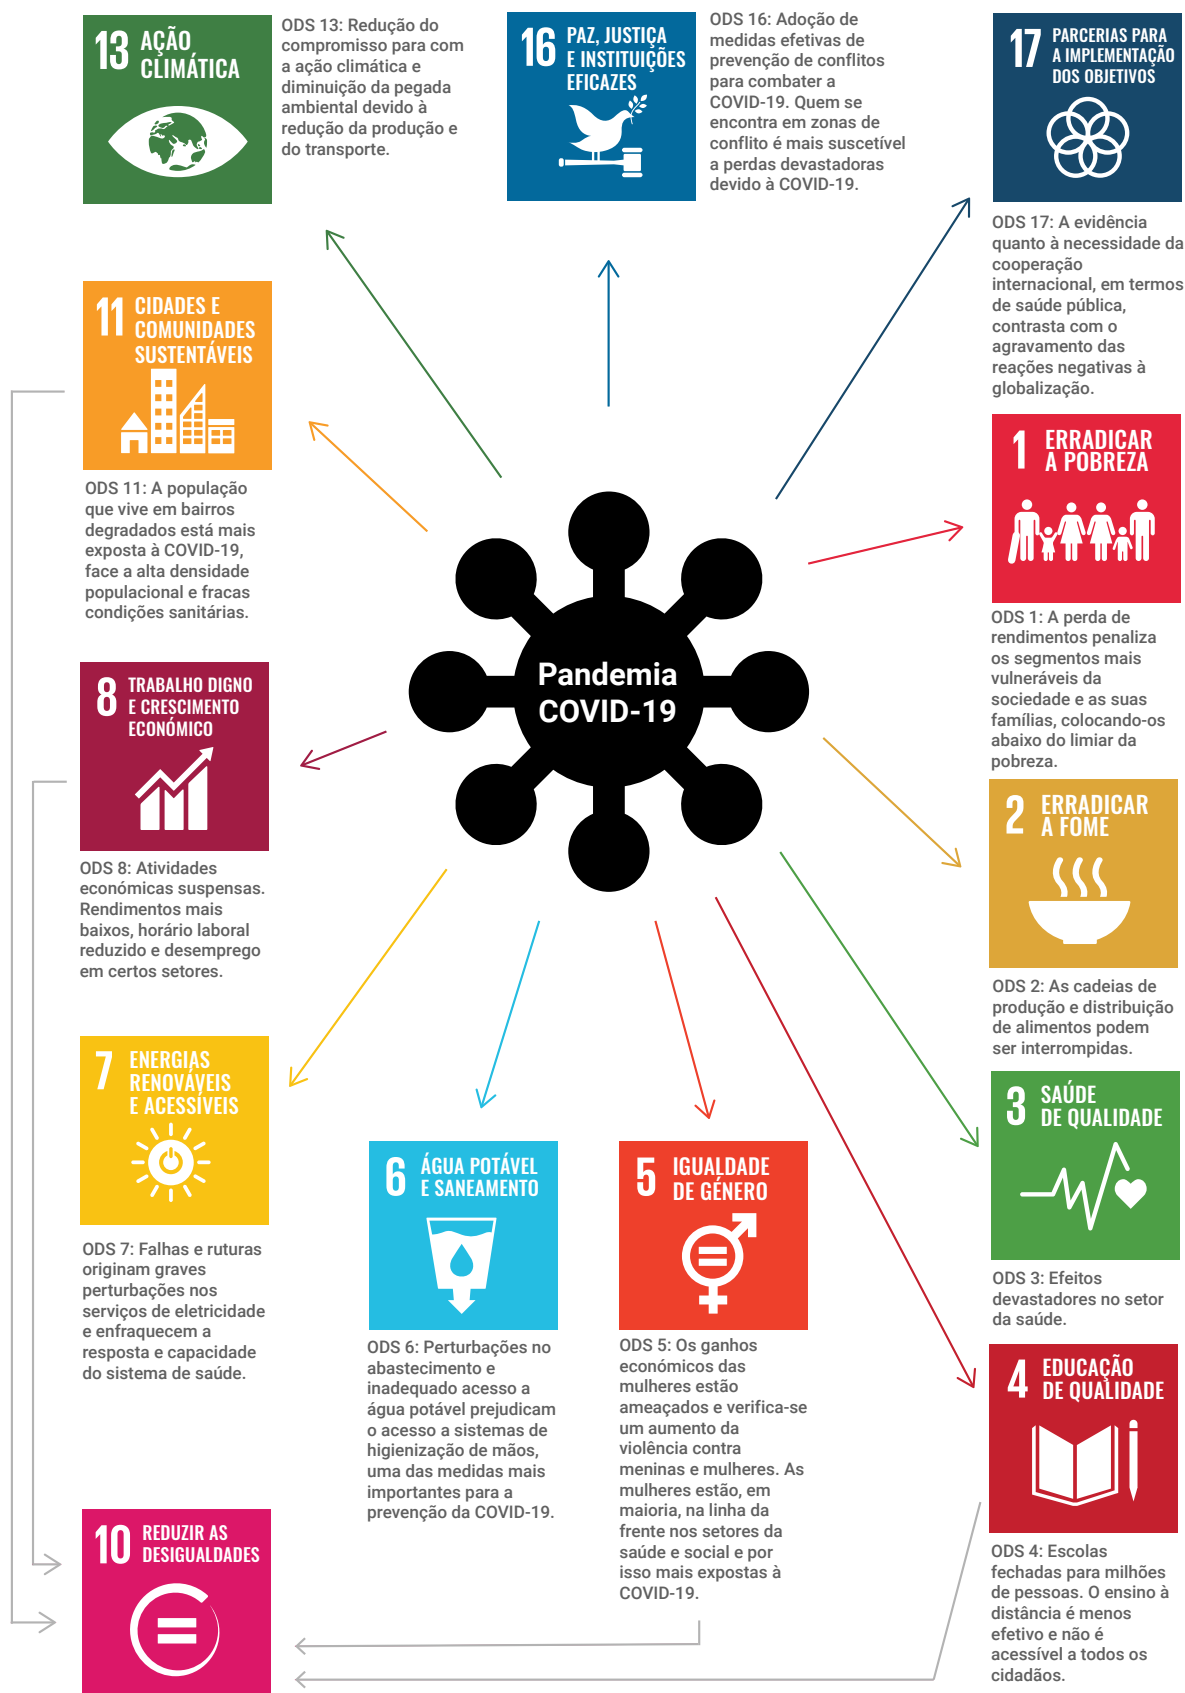 13 AÇÃO
CLIMÁTICA
ODS 13: Redução do
compromisso para com
a ação climática e
diminuição da pegada
ambiental devido à
redução da produção e
do transporte.
16 PAZ, JUSTIÇA
E INSTITUIÇÕES
EFICAZES
ODS 16: Adoção de
medidas efetivas de
prevenção de conflitos
para combater a
COVID-19. Quem se
encontra em zonas de
conflito é mais suscetível
a perdas devastadoras
devido à COVID-19.
17 PARCERIAS PARA
A IMPLEMENTAÇÃO
DOS OBJETIVOS
ODS 17: A evidência
quanto à necessidade da
cooperação
internacional, em termos
de saúde pública,
contrasta com o
agravamento das
reações negativas à
globalização.
11 CIDADES E
COMUNIDADES
SUSTENTÁVEIS
ODS 11: A população
que vive em bairros
degradados está mais
exposta à COVID-19,
face a alta densidade
populacional e fracas
condições sanitárias.
1 ERRADICAR
A POBREZA
ODS 1: A perda de
rendimentos penaliza
os segmentos mais
vulneráveis da
sociedade e as suas
famílias, colocando-os
abaixo do limiar da
pobreza.
Pandemia
COVID-19
8 TRABALHO DIGNO
E CRESCIMENTO
ECONÓMICO
ODS 8: Atividades
económicas suspensas.
Rendimentos mais
baixos, horário laboral
reduzido e desemprego
em certos setores.
2 ERRADICAR
A FOME
ODS 2: As cadeias de
produção e distribuição
de alimentos podem
ser interrompidas.
7 ENERGIAS
RENOVÁVEIS
E ACESSÍVEIS
ODS 7: Falhas e ruturas
originam graves
perturbações nos
serviços de eletricidade
e enfraquecem a
resposta e capacidade
do sistema de saúde.
6 ÁGUA POTÁVEL
E SANEAMENTO
ODS 6: Perturbações no
abastecimento e
inadequado acesso a
água potável prejudicam
o acesso a sistemas de
higienização de mãos,
uma das medidas mais
importantes para a
prevenção da COVID-19.
5 IGUALDADE
DE GÉNERO
ODS 5: Os ganhos
económicos das
mulheres estão
ameaçados e verifica-se
um aumento da
violência contra
meninas e mulheres. As
mulheres estão, em
maioria, na linha da
frente nos setores da
saúde e social e por
isso mais expostas à
COVID-19.
3 SAÚDE
DE QUALIDADE
ODS 3: Efeitos
devastadores no setor
da saúde.
4 EDUCAÇÃO
DE QUALIDADE
ODS 4: Escolas
fechadas para milhões
de pessoas. O ensino à
distância é menos
efetivo e não é
acessível a todos os
cidadãos.
10 REDUZIR AS
DESIGUALDADES